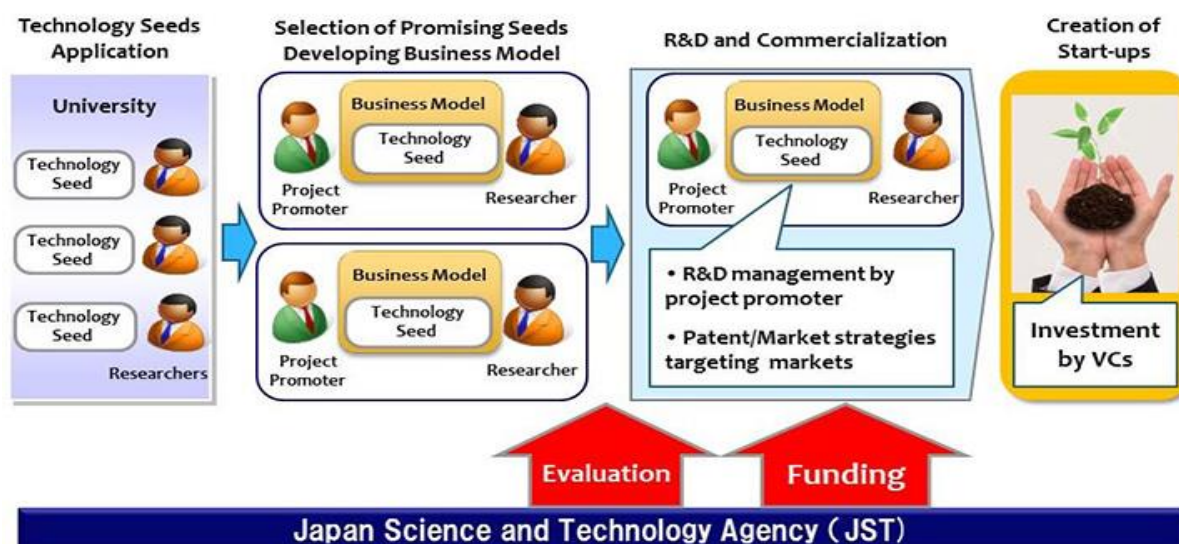 Technology Seeds
Application
University
Technology
Seed
Technology
Seed
Technology
Seed
Researchers
Selection of Promising Seeds
Developing Business Model
Business Model
Technology
Seed
Project
Promoter
Researcher
Business Model
Technology
Seed
Project
Promoter
Researcher
R&D and Commercialization
Business Model
Technology
Seed
Project
Promoter
Researcher
• R&D management by
project promoter
• Patent/Market strategies
targeting markets
Creation of
Start-ups
Investment
by VCs
Evaluation
Funding
Japan Science and Technology Agency (JST)